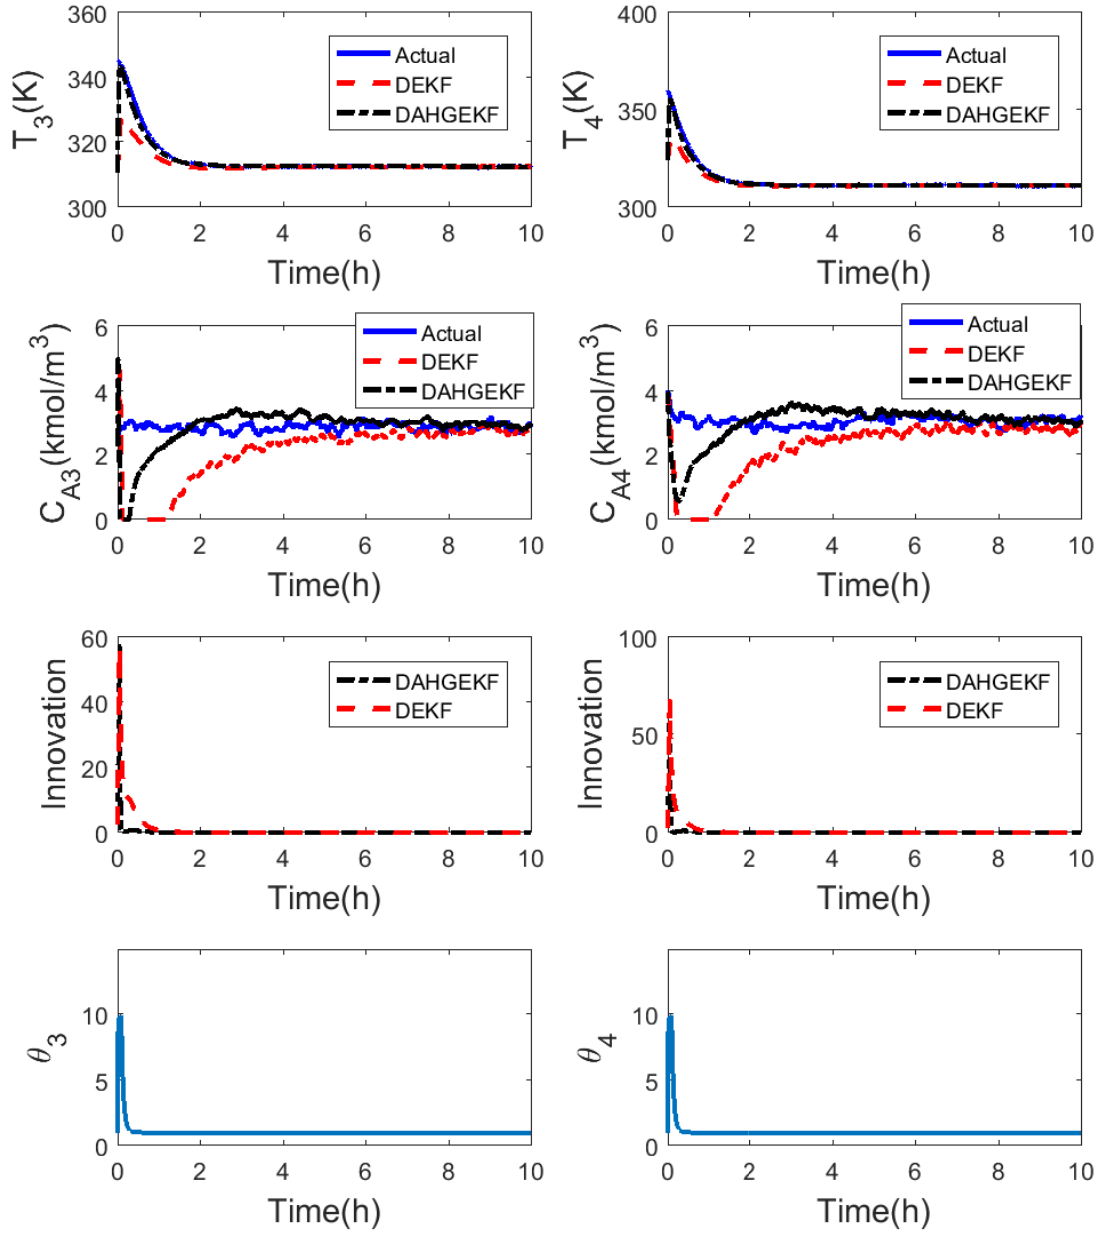 360
340
320
300
T3(K)
Actual
DEKF
DAHGEKF
0 2 4 6 8 10
Time(h)
400
350
300
T4(K)
Actual
DEKF
DAHGEKF
0 2 4 6 8 10
Time(h)
6
4
2
0
CA3(kmol/m³)
Actual
DEKF
DAHGEKF
0 2 4 6 8 10
Time(h)
6
4
2
0
CA4(kmol/m³)
Actual
DEKF
DAHGEKF
0 2 4 6 8 10
Time(h)
60
40
20
0
Innovation
DAHGEKF
DEKF
0 2 4 6 8 10
Time(h)
100
50
0
Innovation
DAHGEKF
DEKF
0 2 4 6 8 10
Time(h)
10
5
0
θ3
0 2 4 6 8 10
Time(h)
10
5
0
θ4
0 2 4 6 8 10
Time(h)